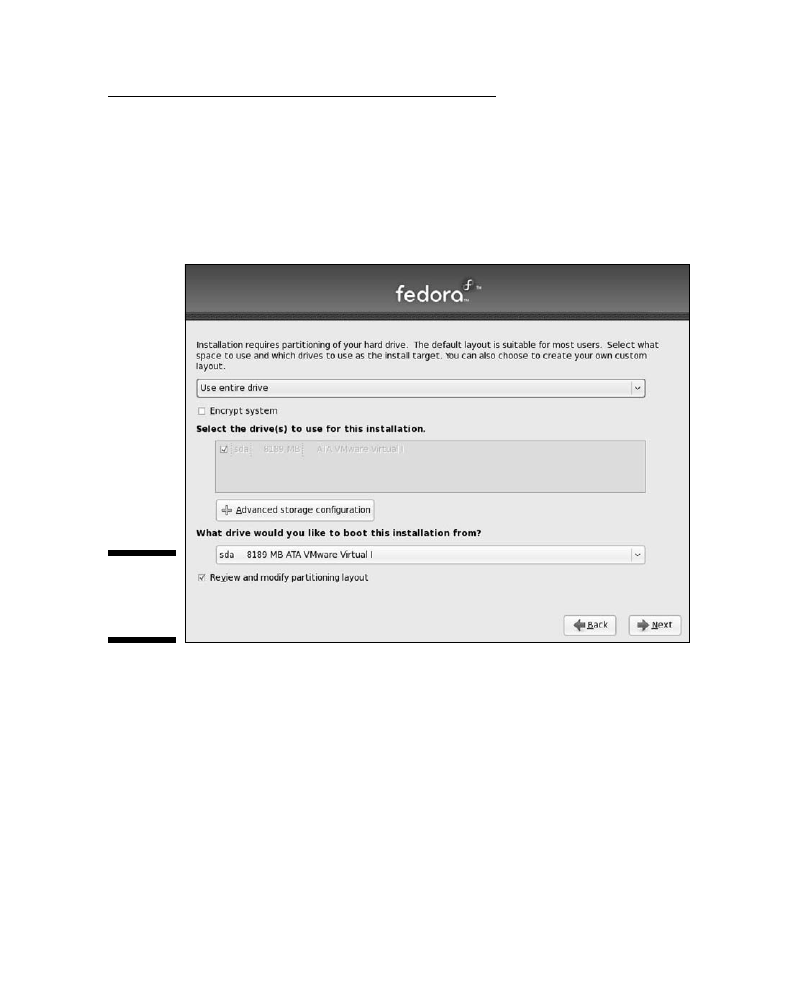 fedora f ™
™
Installation requires partitioning of your hard drive. The default layout is suitable for most users. Select what
space to use and which drives to use as the install target. You can also choose to create your own custom
layout.
Use entire drive
Encrypt system
Select the drive(s) to use for this installation.
sda 8189 MB ATA VMware Virtual I
Advanced storage configuration
What drive would you like to boot this installation from?
sda 8189 MB ATA VMware Virtual I
Review and modify partitioning layout
Back Next